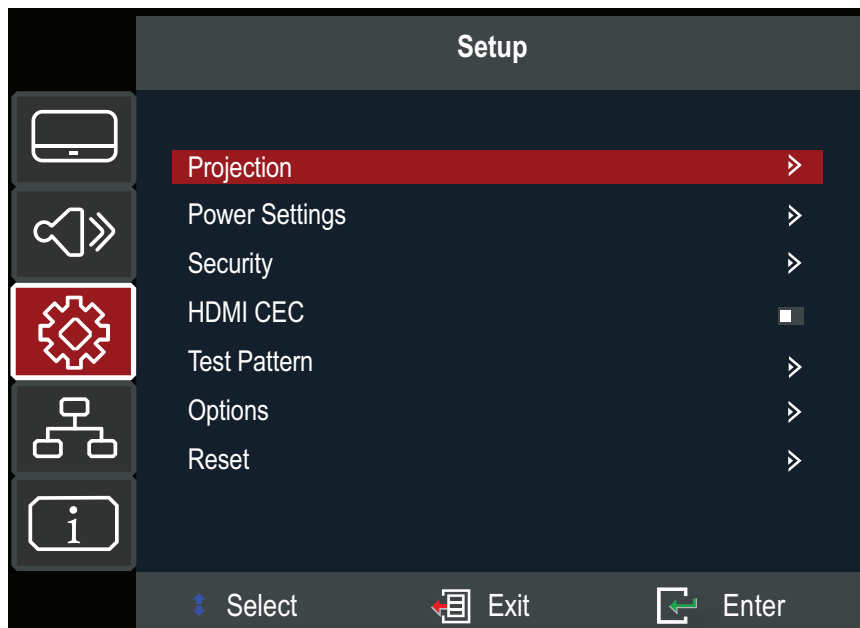 Setup
Projection
Power Settings
Security
HDMI CEC
Test Pattern
Options
Reset
i
Select Exit Enter